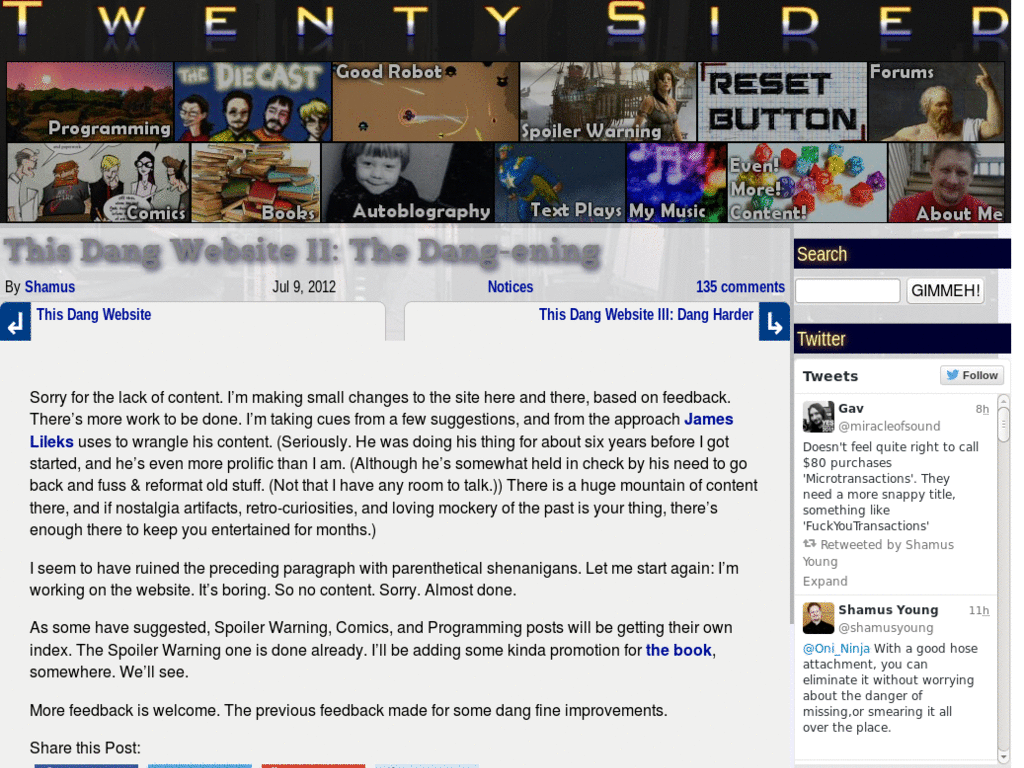 TWENTYSIDED
Programming
THE DIECAST
Good Robot
Spoiler Warning
RESET BUTTON
Forums
Comics
Books
Autoblography
Text Plays
My Music
Even! More! Content!
About Me
This Dang Website II: The Dang-ening
By Shamus
Jul 9, 2012
Notices
135 comments
This Dang Website
This Dang Website III: Dang Harder
Sorry for the lack of content. I'm making small changes to the site here and there, based on feedback.
There's more work to be done. I'm taking cues from a few suggestions, and from the approach James
Lileks uses to wrangle his content. (Seriously. He was doing his thing for about six years before I got
started, and he's even more prolific than I am. (Although he's somewhat held in check by his need to go
back and fuss & reformat old stuff. (Not that I have any room to talk.)) There is a huge mountain of content
there, and if nostalgia artifacts, retro-curiosities, and loving mockery of the past is your thing, there's
enough there to keep you entertained for months.)
I seem to have ruined the preceding paragraph with parenthetical shenanigans. Let me start again: I'm
working on the website. It's boring. So no content. Sorry. Almost done.
As some have suggested, Spoiler Warning, Comics, and Programming posts will be getting their own
index. The Spoiler Warning one is done already. I'll be adding some kinda promotion for the book,
somewhere. We'll see.
More feedback is welcome. The previous feedback made for some dang fine improvements.
Share this Post:
Search
GIMMEH!
Twitter
Tweets
Follow
Gav
8h
@miracleofsound
Doesn't feel quite right to call
$80 purchases
'Microtransactions'. They
need a more snappy title,
something like
'FuckYouTransactions'
Retweeted by Shamus
Young
Expand
Shamus Young
11h
@shamusyoung
@Oni_Ninja With a good hose
attachment, you can
eliminate it without worrying
about the danger of
missing,or smearing it all
over the place.